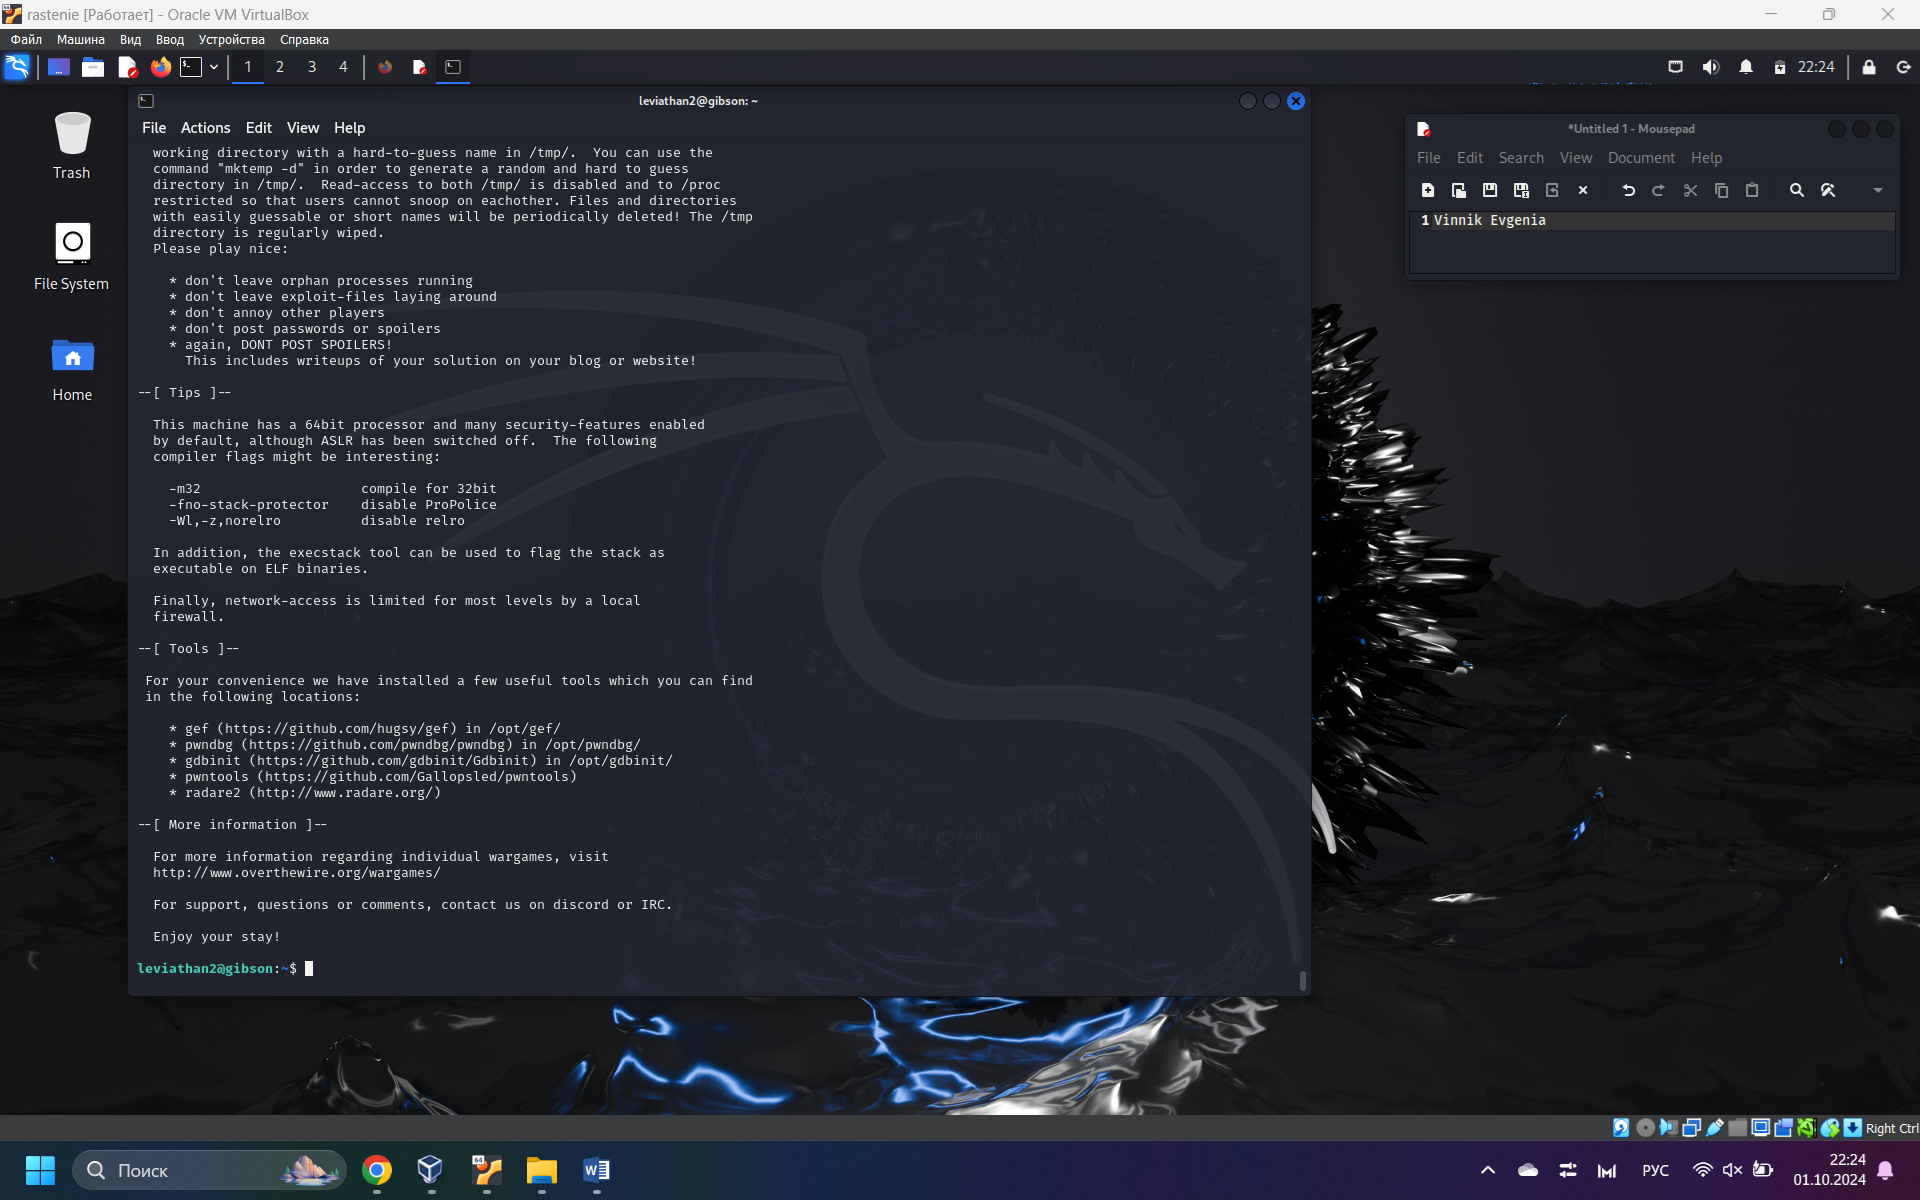 rastenie [Работает] - Oracle VM VirtualBox
Файл Машина Вид Ввод Устройства Справка
1 2 3 4
22:24
leviathan2@gibson: ~
File Actions Edit View Help
working directory with a hard-to-guess name in /tmp/.  You can use the
command "mktemp -d" in order to generate a random and hard to guess
directory in /tmp/.  Read-access to both /tmp/ is disabled and to /proc
restricted so that users cannot snoop on eachother. Files and directories
with easily guessable or short names will be periodically deleted! The /tmp
directory is regularly wiped.
Please play nice:
* don't leave orphan processes running
* don't leave exploit-files laying around
* don't annoy other players
* don't post passwords or spoilers
* again, DONT POST SPOILERS!
This includes writeups of your solution on your blog or website!
--[ Tips ]--
This machine has a 64bit processor and many security-features enabled
by default, although ASLR has been switched off.  The following
compiler flags might be interesting:
-m32                    compile for 32bit
-fno-stack-protector    disable ProPolice
-Wl,-z,norelro          disable relro
In addition, the execstack tool can be used to flag the stack as
executable on ELF binaries.
Finally, network-access is limited for most levels by a local
firewall.
--[ Tools ]--
For your convenience we have installed a few useful tools which you can find
in the following locations:
* gef (https://github.com/hugsy/gef) in /opt/gef/
* pwndbg (https://github.com/pwndbg/pwndbg) in /opt/pwndbg/
* gdbinit (https://github.com/gdbinit/Gdbinit) in /opt/gdbinit/
* pwntools (https://github.com/Gallopsled/pwntools)
* radare2 (http://www.radare.org/)
--[ More information ]--
For more information regarding individual wargames, visit
http://www.overthewire.org/wargames/
For support, questions or comments, contact us on discord or IRC.
Enjoy your stay!
leviathan2@gibson:~$
Trash
File System
Home
*Untitled 1 - Mousepad
File Edit Search View Document Help
1 Vinnik Evgenia
Right Ctrl
Поиск
64
РУС
22:24
01.10.2024